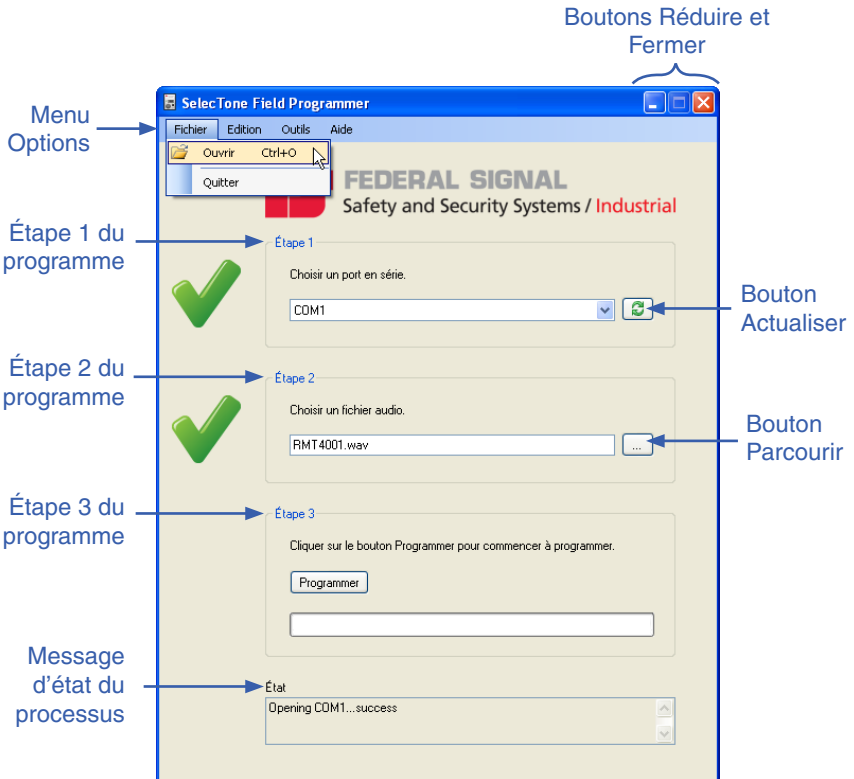 Boutons Réduire et
Fermer
SelecTone Field Programmer
Menu
Options
Fichier Edition Outils Aide
Ouvrir Ctrl+O
Quitter
FEDERAL SIGNAL
Safety and Security Systems / Industrial
Étape 1 du
programme
Étape 1
Choisir un port en série.
COM1
Bouton
Actualiser
Étape 2 du
programme
Étape 2
Choisir un fichier audio.
RMT4001.wav
...
Bouton
Parcourir
Étape 3 du
programme
Étape 3
Cliquer sur le bouton Programmer pour commencer à programmer.
Programmer
Message
d'état du
processus
État
Opening COM1...success